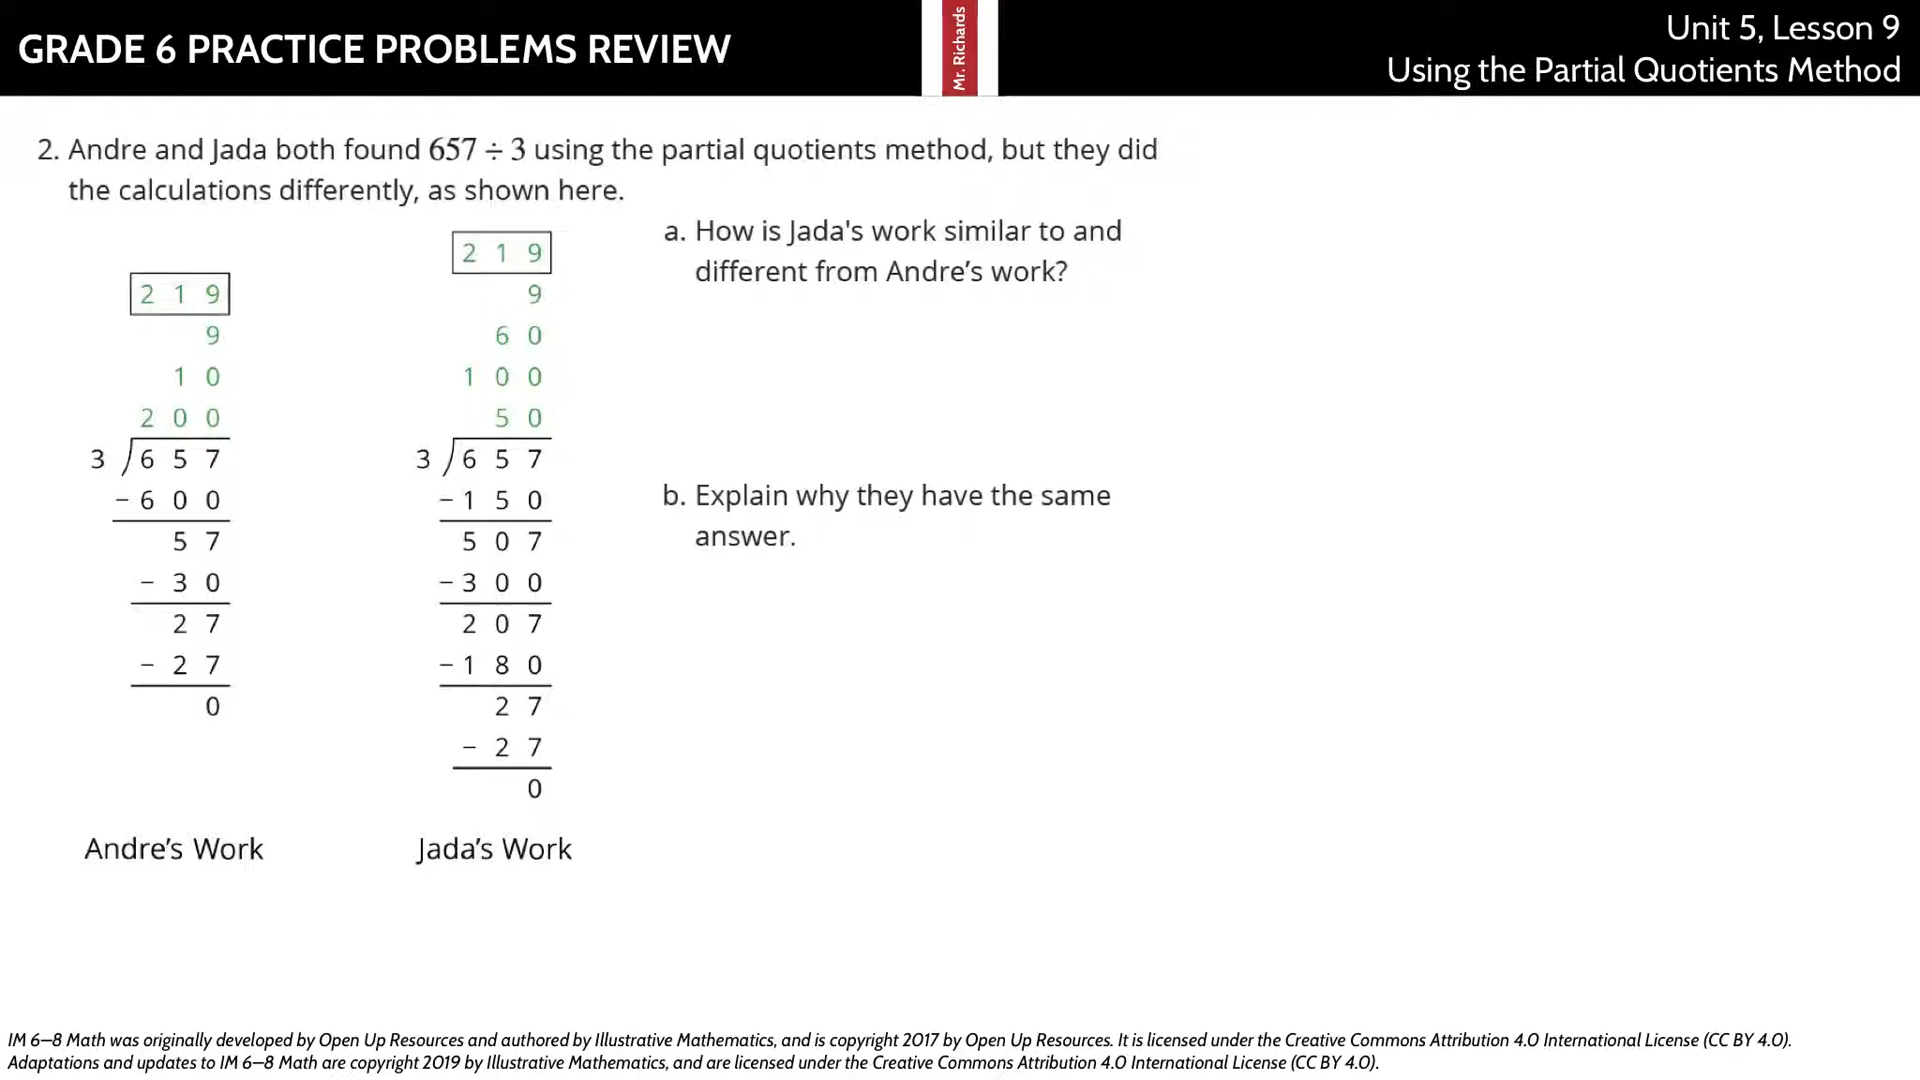 GRADE 6 PRACTICE PROBLEMS REVIEW
Mr. Richards
Unit 5, Lesson 9
Using the Partial Quotients Method
2. Andre and Jada both found 657 ÷ 3 using the partial quotients method, but they did
the calculations differently, as shown here.
2 1 9
9
1 0
2 0 0
3 6 5 7
- 6 0 0
5 7
- 3 0
2 7
- 2 7
0
Andre’s Work
2 1 9
9
6 0
1 0 0
5 0
3 6 5 7
- 1 5 0
5 0 7
- 3 0 0
2 0 7
- 1 8 0
2 7
- 2 7
0
Jada’s Work
a. How is Jada's work similar to and
different from Andre’s work?
b. Explain why they have the same
answer.
IM 6–8 Math was originally developed by Open Up Resources and authored by Illustrative Mathematics, and is copyright 2017 by Open Up Resources. It is licensed under the Creative Commons Attribution 4.0 International License (CC BY 4.0).
Adaptations and updates to IM 6–8 Math are copyright 2019 by Illustrative Mathematics, and are licensed under the Creative Commons Attribution 4.0 International License (CC BY 4.0).